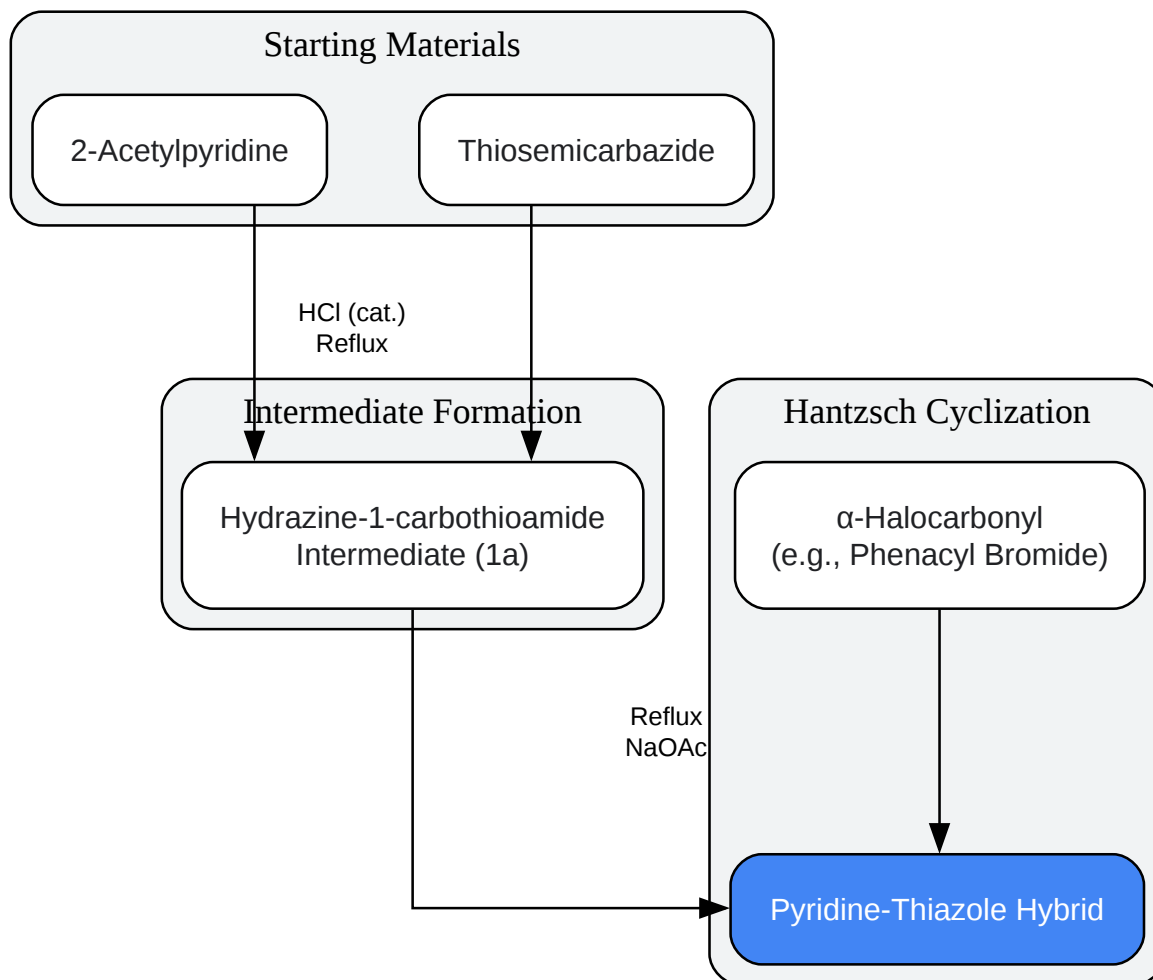 Starting Materials
2-Acetylpyridine
Thiosemicarbazide
HCl (cat.)
Reflux
Intermediate Formation
Hydrazine-1-carbothioamide
Intermediate (1a)
Hantzsch Cyclization
α-Halocarbonyl
(e.g., Phenacyl Bromide)
Reflux
NaOAc
Pyridine-Thiazole Hybrid